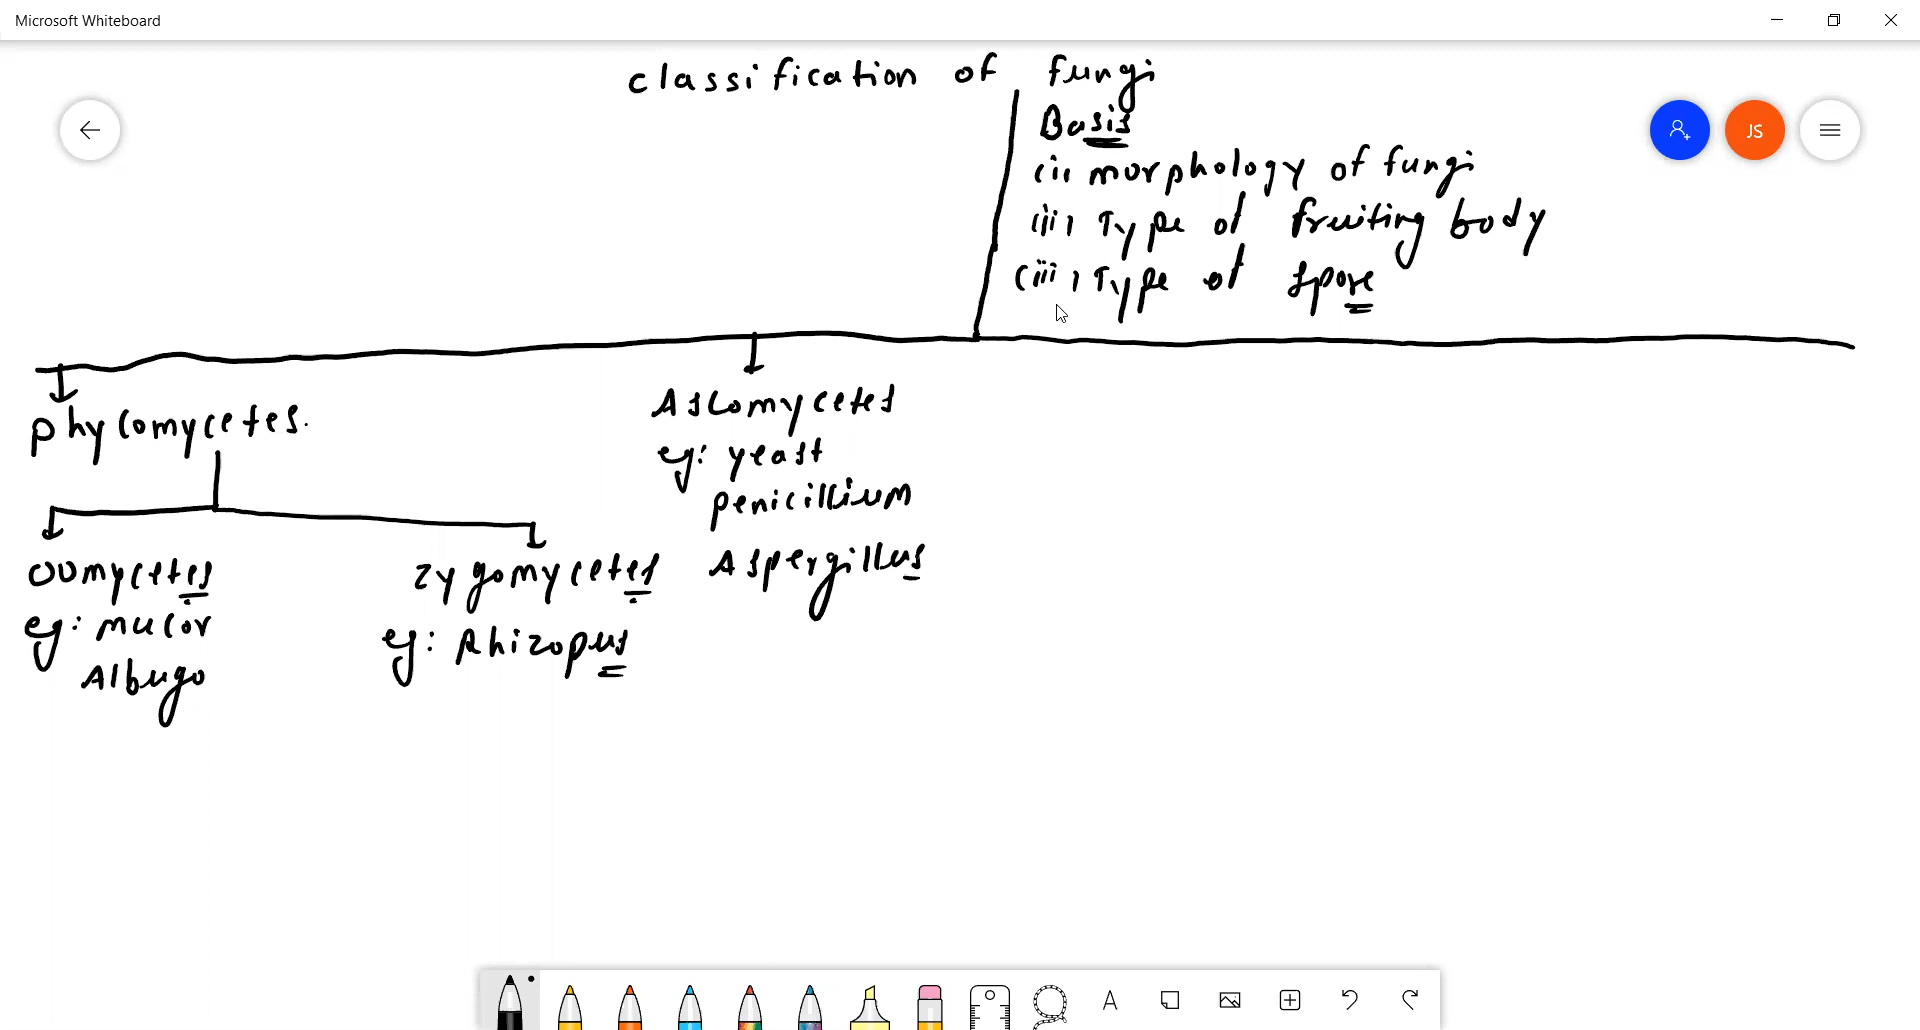 Microsoft Whiteboard
classification of fungi
Basis
(i) morphology of fungi
(ii) Type of fruiting body
(iii) Type of spore
JS
Phycomycetes.
Ascomycetes
eg: yeast
penicillium
Aspergillus
Oomycetes
eg: mucor
Albugo
Zygomycetes
eg: Rhizopus
A